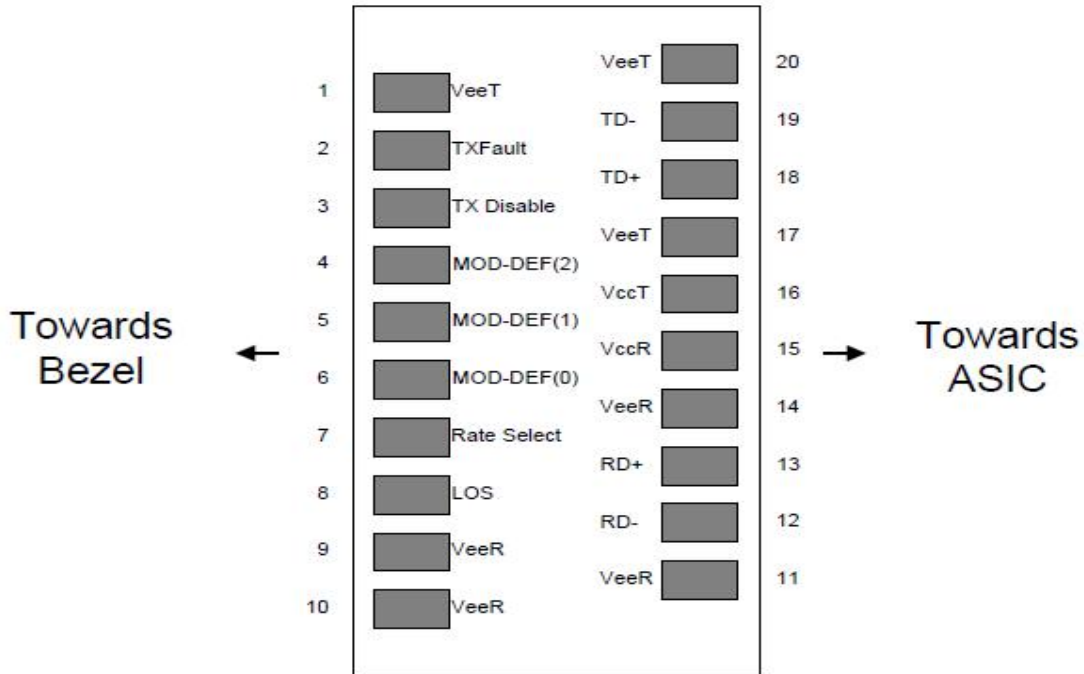 VeeT 20
1 VeeT
TD- 19
2 TXFault
TD+ 18
3 TX Disable
VeeT 17
4 MOD-DEF(2)
VccT 16
5 MOD-DEF(1)
Towards
Bezel
VccR 15
Towards
ASIC
6 MOD-DEF(0)
VeeR 14
7 Rate Select
RD+ 13
8 LOS
RD- 12
9 VeeR
VeeR 11
10 VeeR